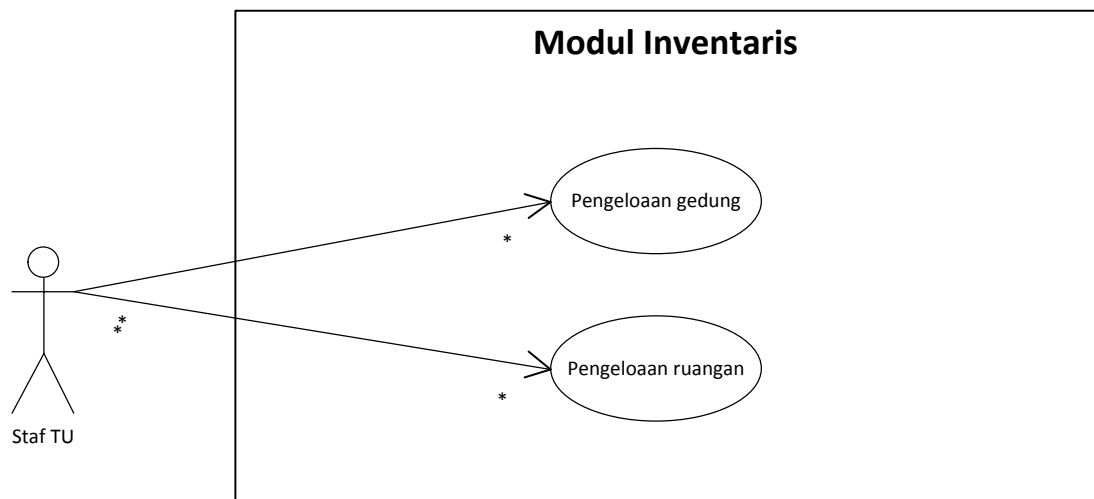 Modul Inventaris
Pengeloaan gedung
*
*
*
Pengeloaan ruangan
*
Staf TU